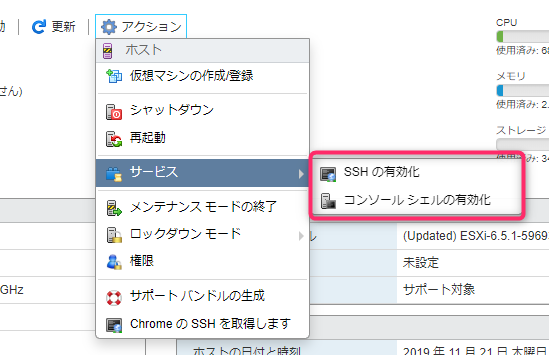 更新
アクション
ホスト
仮想マシンの作成/登録
シャットダウン
再起動
サービス
SSH の有効化
コンソール シェルの有効化
メンテナンス モードの終了
ロックダウン モード
権限
サポート バンドルの生成
Chrome の SSH を取得します
せん)
GHz
CPU
使用済み: 68
メモリ
使用済み: 2.
ストレージ
使用済み: 34
ル
(Updated) ESXi-6.5.1-5969
未設定
サポート対象
ホストの日付と時刻
2019 年 11 月 21 日 木曜日